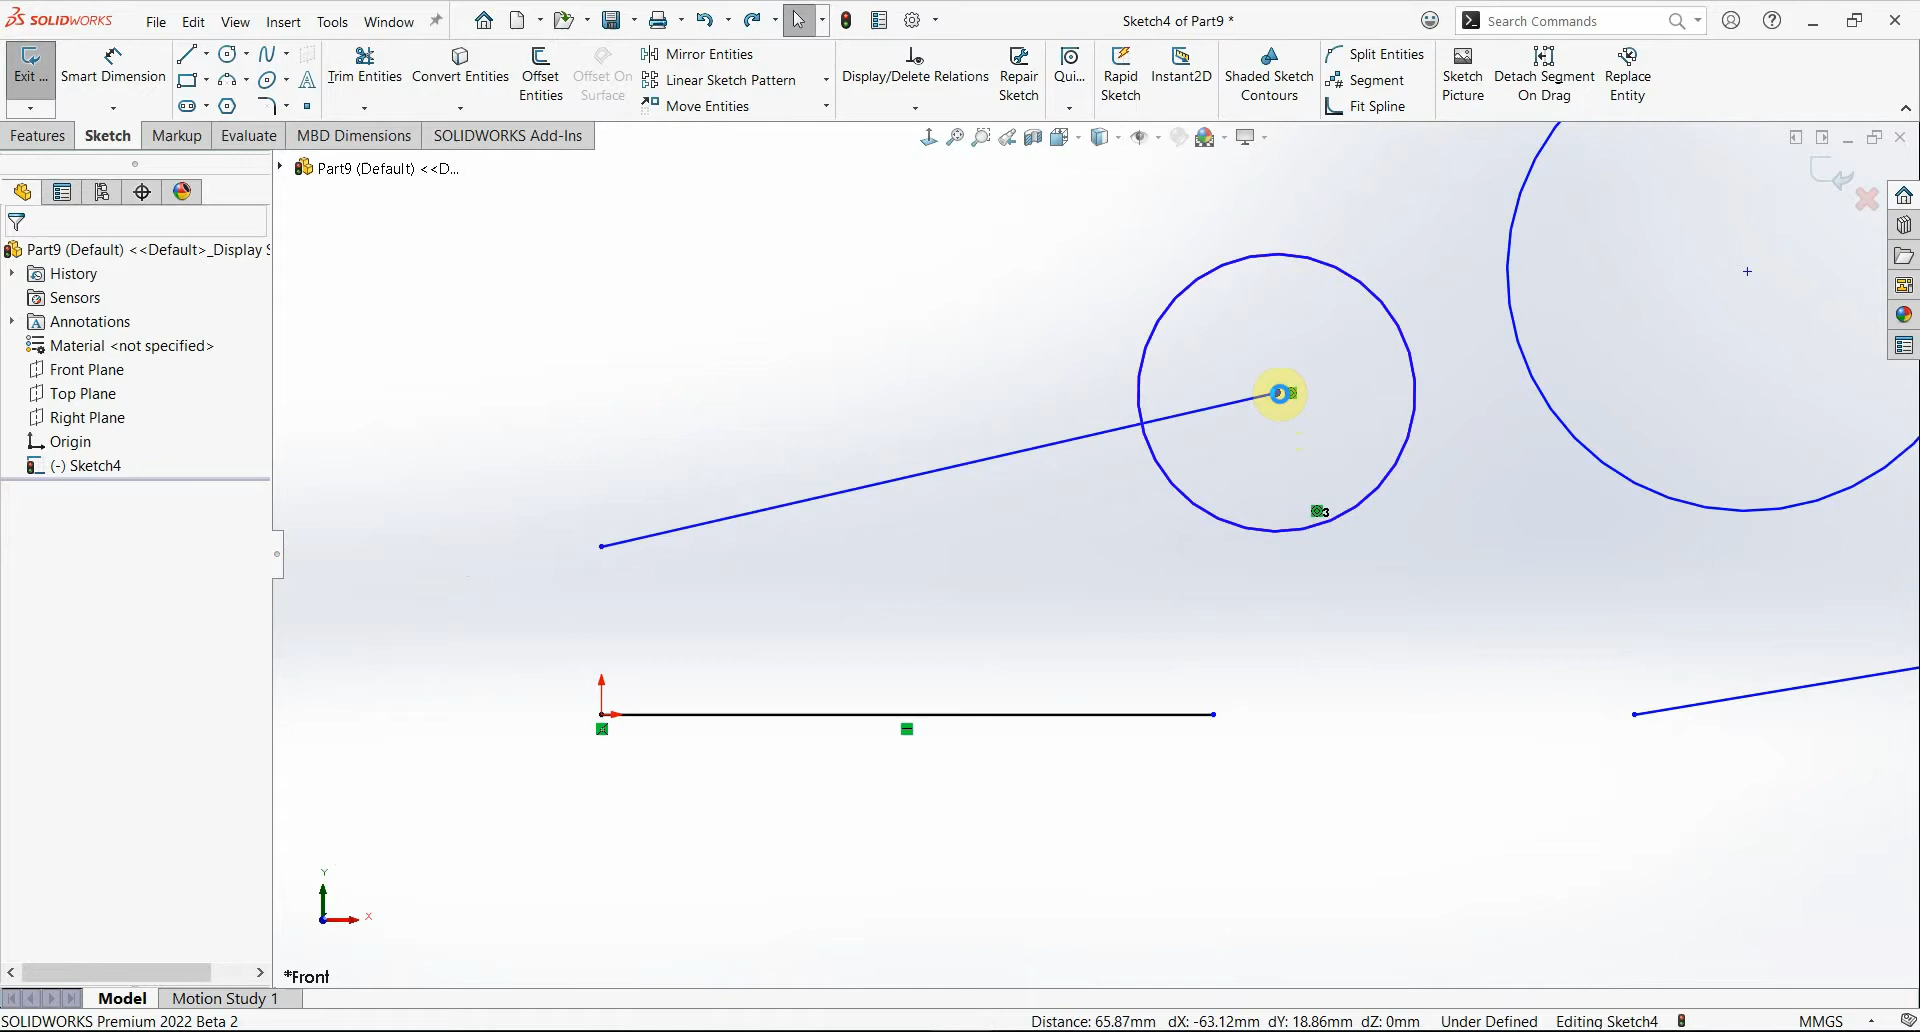 SOLIDWORKS File Edit View Insert Tools Window
Sketch4 of Part9 *
Search Commands
Exit ...
Smart Dimension
Trim Entities
Convert Entities
Offset Entities
Offset On Surface
Mirror Entities
Linear Sketch Pattern
Move Entities
Display/Delete Relations
Repair Sketch
Qui...
Rapid Sketch
Instant2D
Shaded Sketch Contours
Split Entities
Segment
Fit Spline
Sketch Picture
Detach Segment On Drag
Replace Entity
Features Sketch Markup Evaluate MBD Dimensions SOLIDWORKS Add-Ins
Part9 (Default) <<D...
Part9 (Default) <<Default>_Display S
History
Sensors
Annotations
Material <not specified>
Front Plane
Top Plane
Right Plane
Origin
(-) Sketch4
3
Y
X
*Front
Model Motion Study 1
SOLIDWORKS Premium 2022 Beta 2
Distance: 65.87mm dX: -63.12mm dY: 18.86mm dZ: 0mm Under Defined Editing Sketch4 MMGS